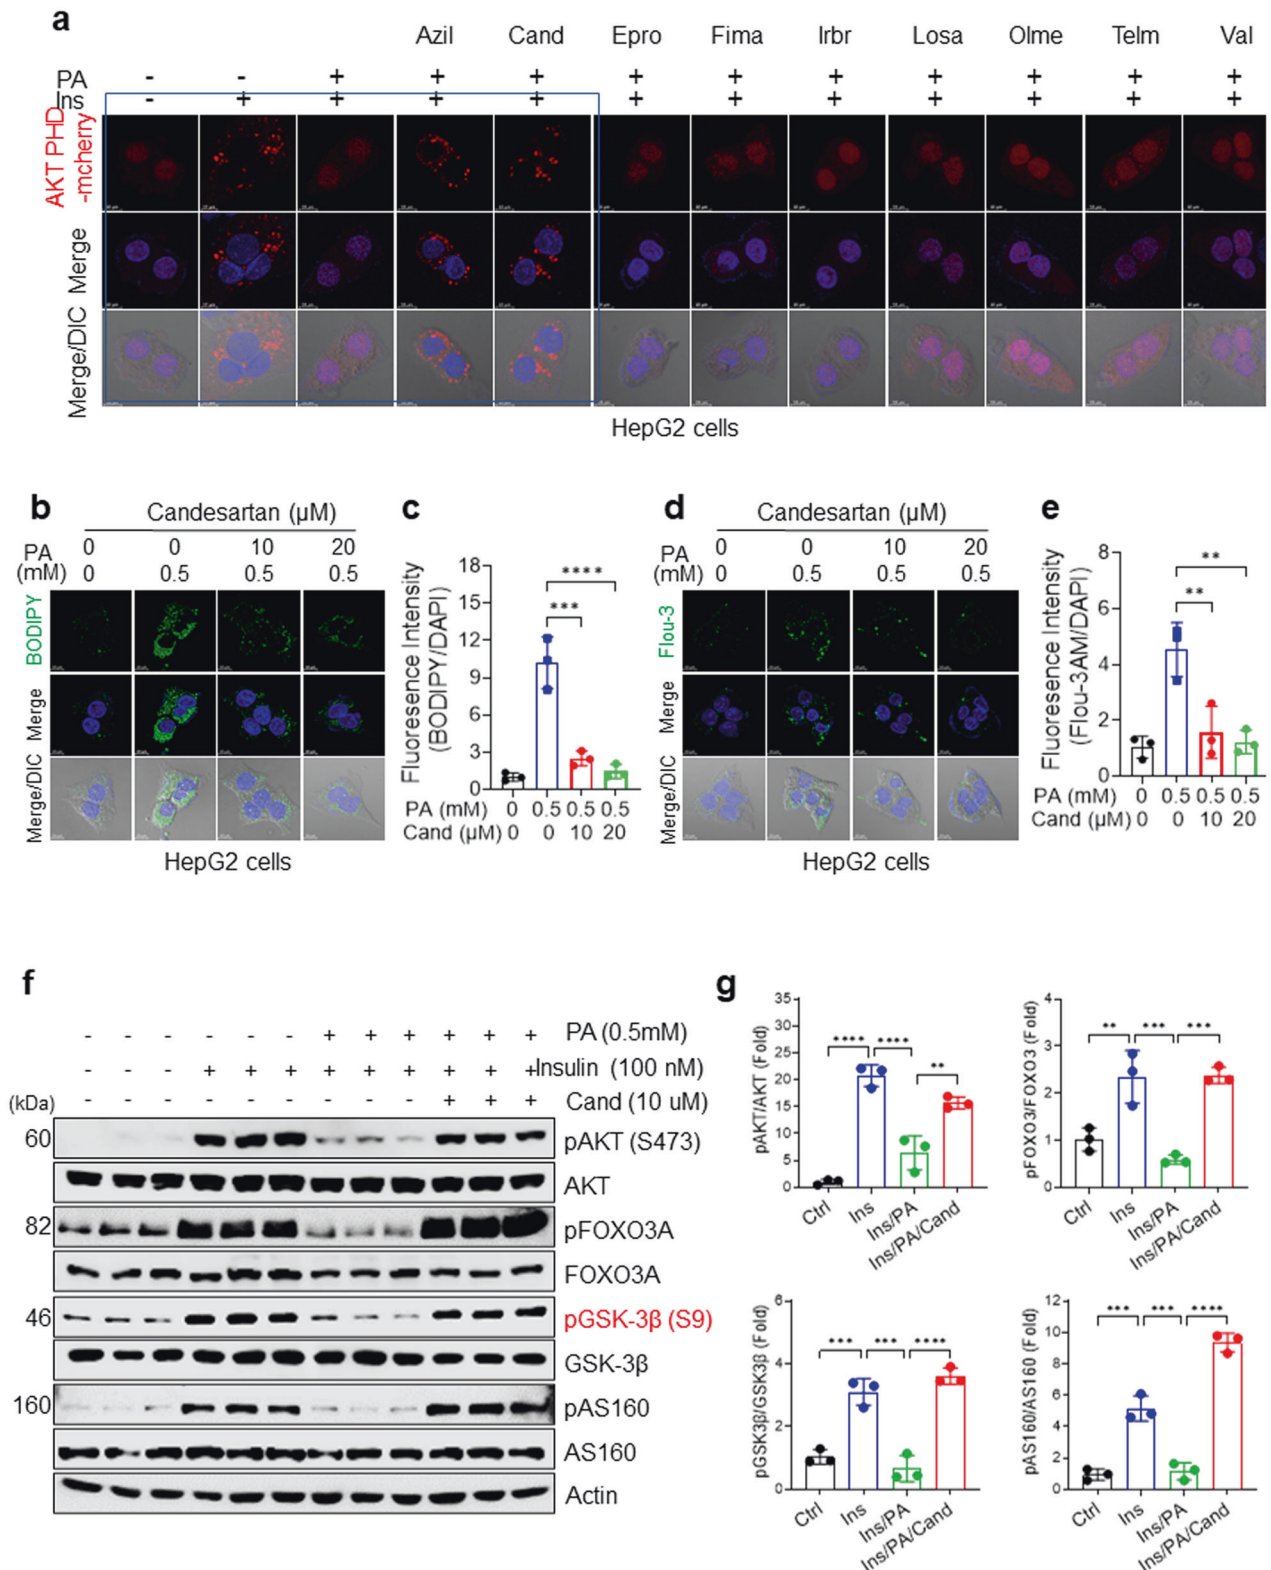 a
Azil Cand Epro Fima Irbr Losa Olme Telm Val
PA - - + + + + + + + + + +
Ins - + + + + + + + + + + +
AKT PHD
-mcherry
Merge
Merge/DIC
HepG2 cells
b
Candesartan (µM)
0 0 10 20
PA
(mM) 0 0.5 0.5 0.5
BODIPY
Merge
Merge/DIC
HepG2 cells
c
Fluoresence Intensity
(BODIPY/DAPI)
18
15
12
9
6
3
0
****
***
PA (mM) 0 0.5 0.5 0.5
Cand (µM) 0 0 10 20
d
Candesartan (µM)
0 0 10 20
PA
(mM) 0 0.5 0.5 0.5
Flou-3
Merge
Merge/DIC
HepG2 cells
e
Fluoresence Intensity
(Flou-3AM/DAPI)
8
6
4
2
0
**
**
PA (mM) 0 0.5 0.5 0.5
Cand (µM) 0 0 10 20
f
- - - - - - + + + + + + PA (0.5mM)
- - - + + + + + + + + + Insulin (100 nM)
- - - - - - - - - + + + Cand (10 uM)
(kDa)
60 pAKT (S473)
AKT
82 pFOXO3A
FOXO3A
46 pGSK-3β (S9)
GSK-3β
160 pAS160
AS160
Actin
g
pAKT/AKT (Fold)
35
30
25
20
15
10
5
0
**** **** **
Ctrl Ins Ins/PA Ins/PA/Cand
pFOXO3/FOXO3 (Fold)
4
3
2
1
0
** *** ***
Ctrl Ins Ins/PA Ins/PA/Cand
pGSK3β/GSK3β (Fold)
6
4
2
0
*** *** ****
Ctrl Ins Ins/PA Ins/PA/Cand
pAS160/AS160 (Fold)
12
10
8
6
4
2
0
*** *** ****
Ctrl Ins Ins/PA Ins/PA/Cand